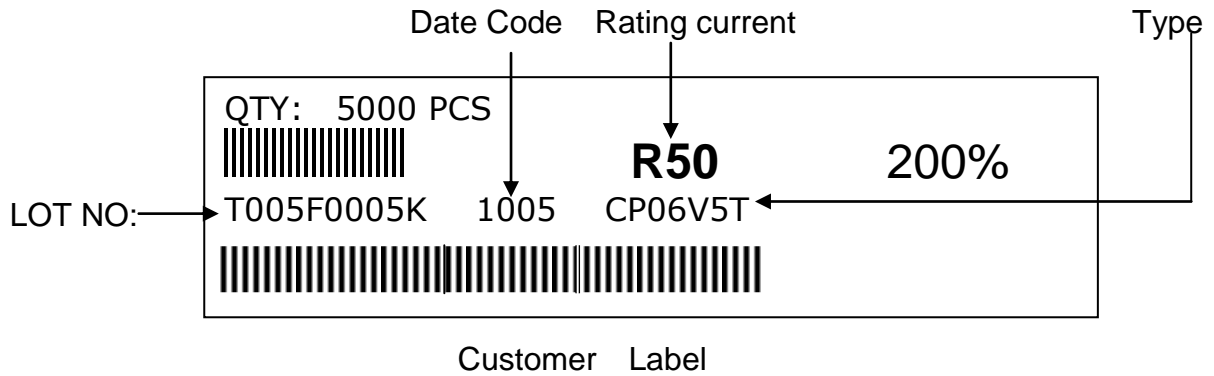 Date Code Rating current Type
QTY: 5000 PCS
R50 200%
LOT NO: T005F0005K 1005 CP06V5T
Customer Label